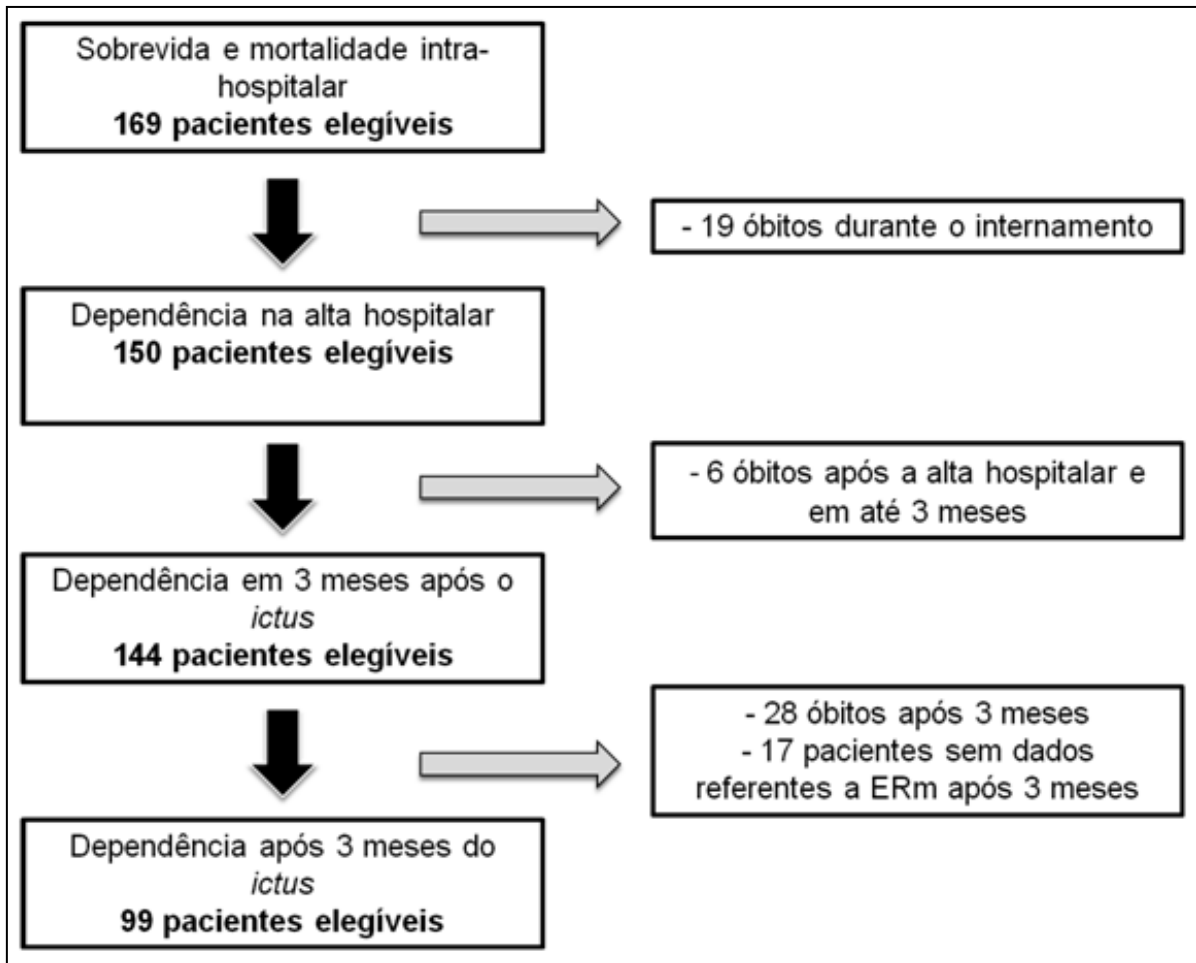 Sobrevida e mortalidade intra-
hospitalar
169 pacientes elegíveis
- 19 óbitos durante o internamento
Dependência na alta hospitalar
150 pacientes elegíveis
- 6 óbitos após a alta hospitalar e
em até 3 meses
Dependência em 3 meses após o
ictus
144 pacientes elegíveis
- 28 óbitos após 3 meses
- 17 pacientes sem dados
referentes a ERm após 3 meses
Dependência após 3 meses do
ictus
99 pacientes elegíveis